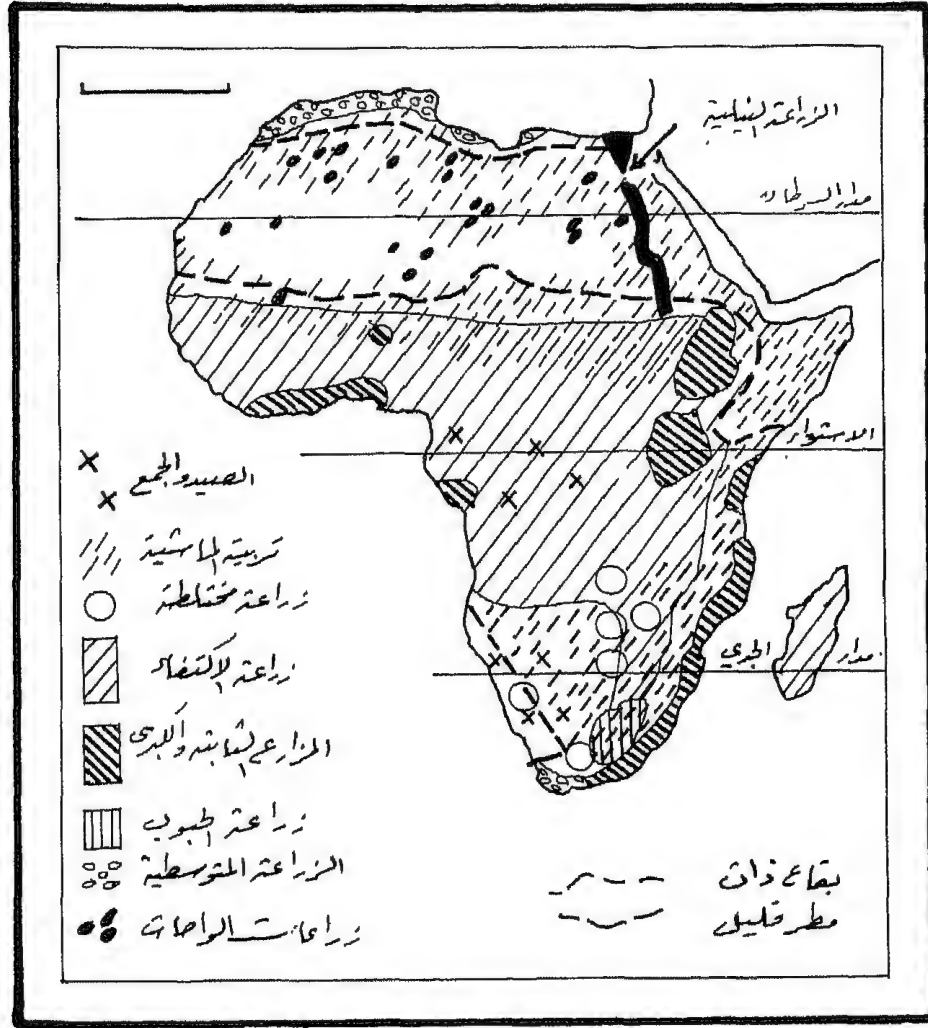 الزراعة النيلية
مدار السرطان
الاستواء
الصيد والجمع
تربية الماشية
زراعة مختلطة
مدار الجدي
زراعة الاكتفاء
المزارع الثابتة والكبرى
زراعة الحبوب
الزراعة المتوسطية
زراعات الواحات
بقاع ذات
مطر قليل